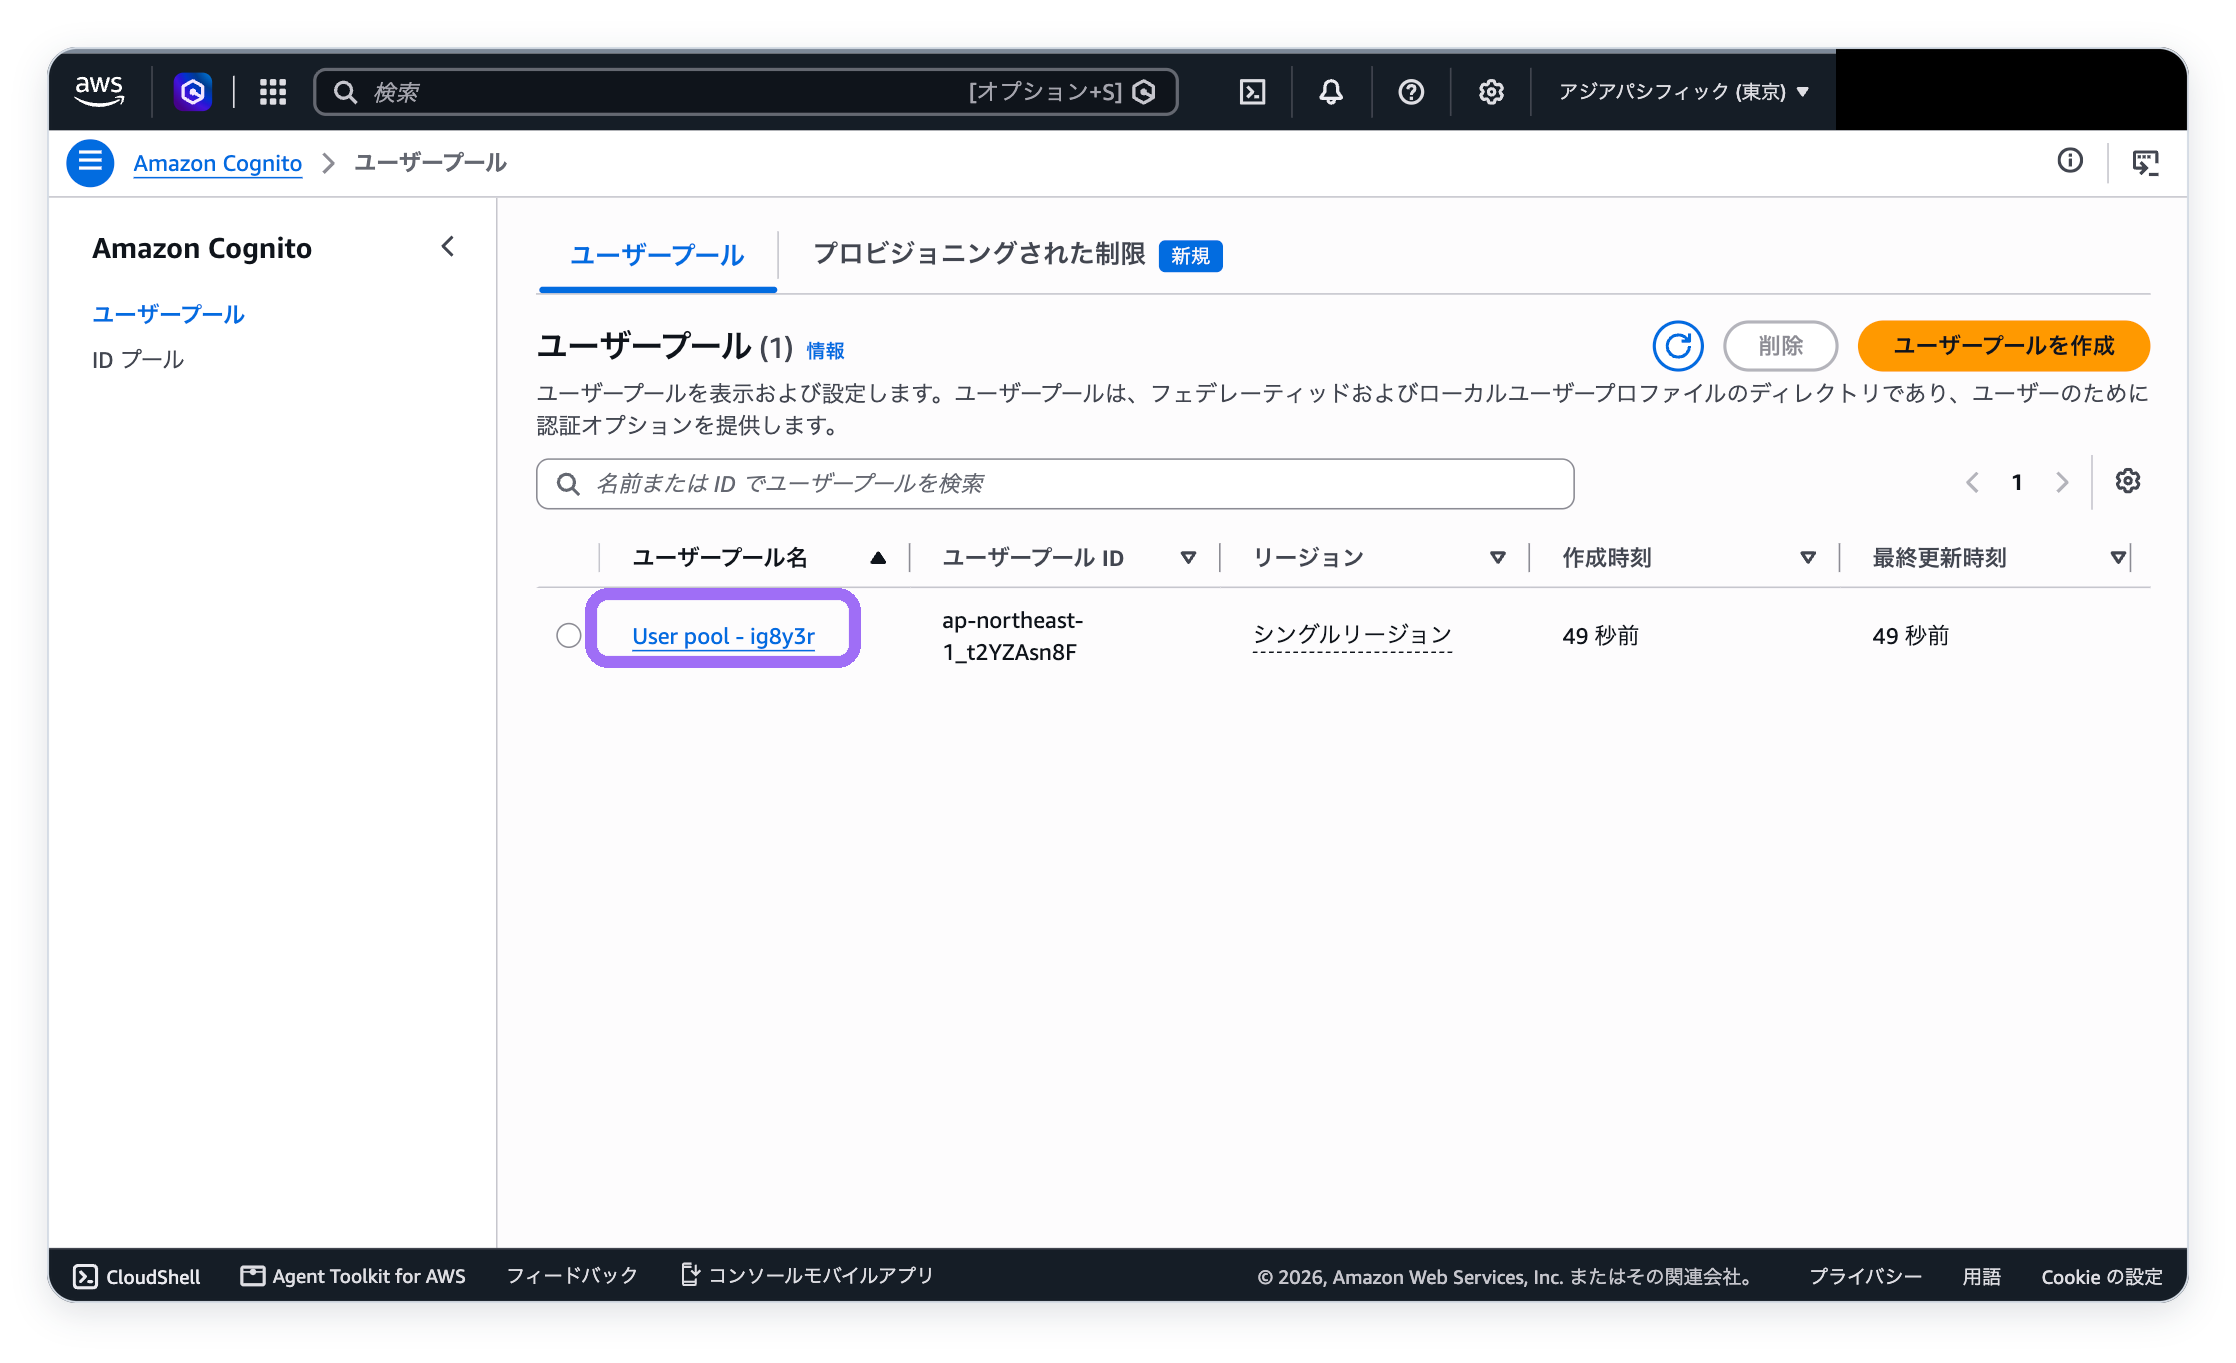 aws
検索
[オプション+S]
アジアパシフィック (東京)
Amazon Cognito
ユーザープール
Amazon Cognito
ユーザープール
ID プール
ユーザープール
プロビジョニングされた制限 新規
ユーザープール (1) 情報
削除
ユーザープールを作成
ユーザープールを表示および設定します。ユーザープールは、フェデレーティッドおよびローカルユーザープロファイルのディレクトリであり、ユーザーのために
認証オプションを提供します。
名前または ID でユーザープールを検索
1
ユーザープール名 ユーザープール ID リージョン 作成時刻 最終更新時刻
User pool - ig8y3r
ap-northeast-
1_t2YZAsn8F
シングルリージョン
49 秒前
49 秒前
CloudShell Agent Toolkit for AWS フィードバック コンソールモバイルアプリ © 2026, Amazon Web Services, Inc. またはその関連会社。 プライバシー 用語 Cookie の設定